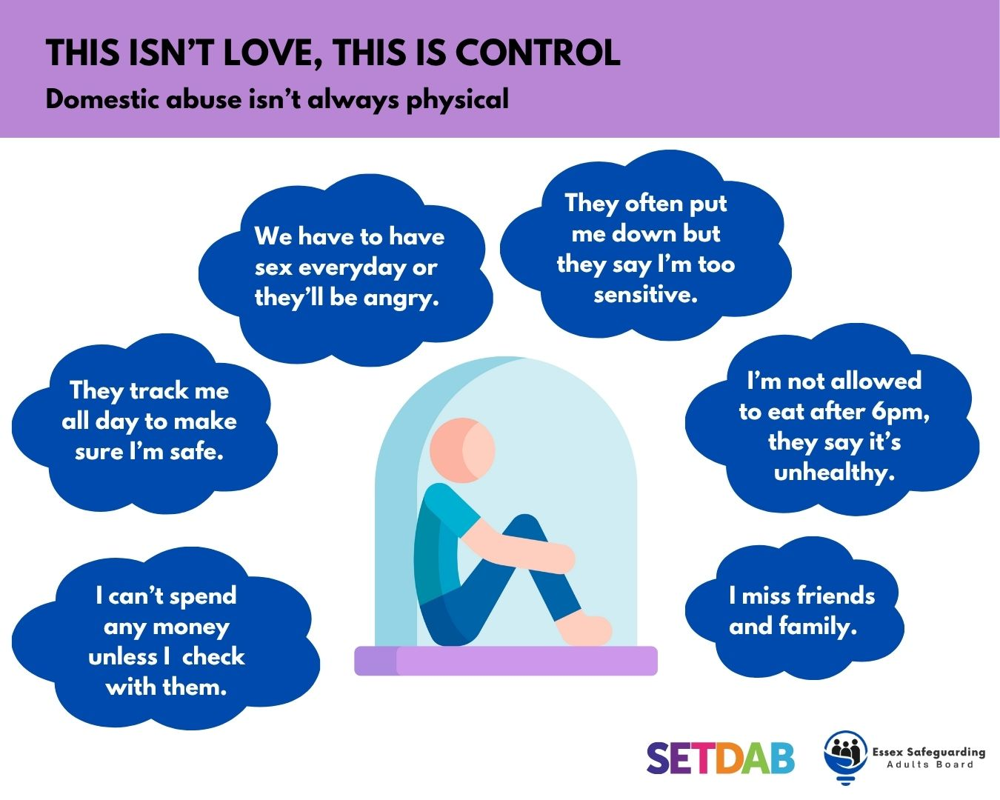 THIS ISN'T LOVE, THIS IS CONTROL
Domestic abuse isn't always physical
We have to have
sex everyday or
they'll be angry.
They often put
me down but
they say I'm too
sensitive.
They track me
all day to make
sure I'm safe.
I'm not allowed
to eat after 6pm,
they say it's
unhealthy.
I can't spend
any money
unless I  check
with them.
I miss friends
and family.
SETDAB
Essex Safeguarding
Adults Board